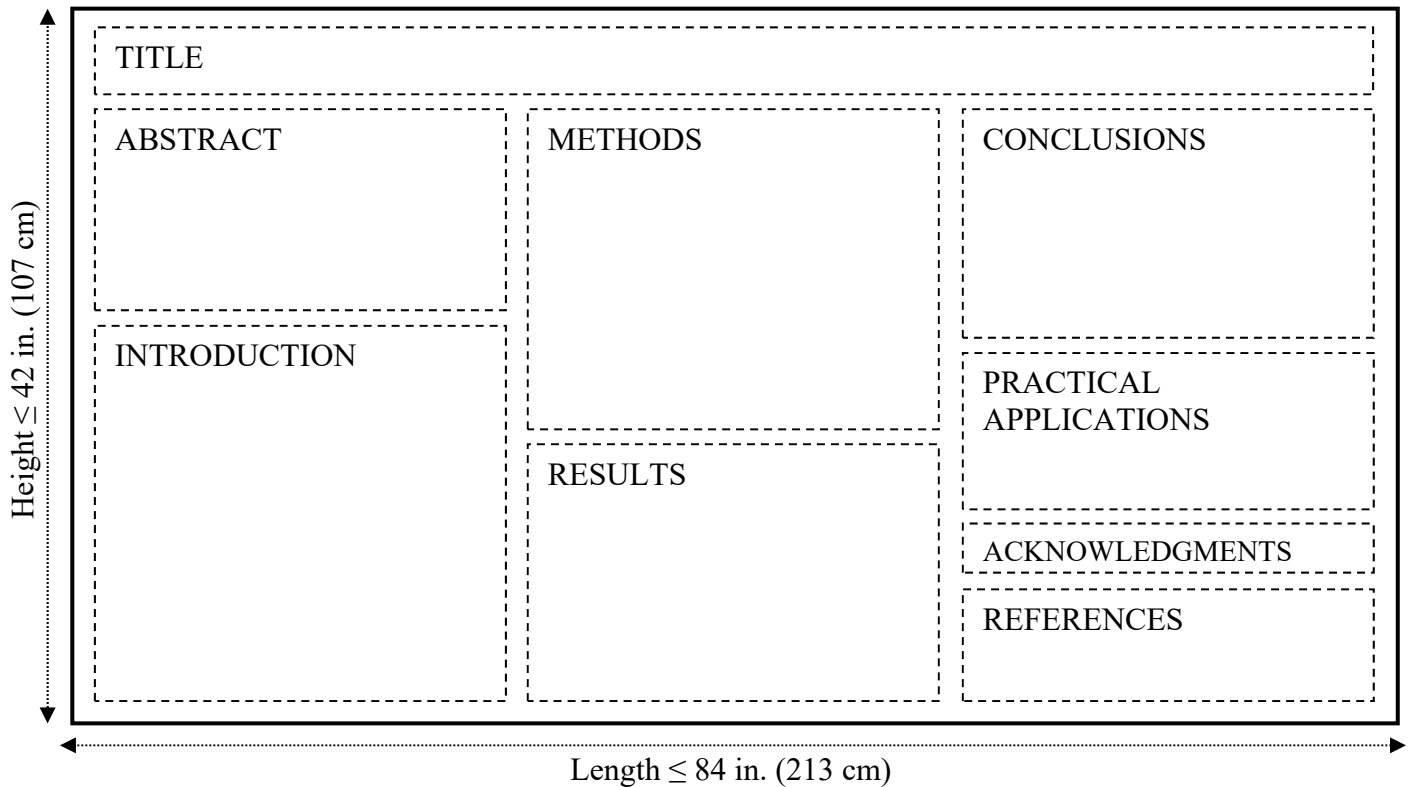 TITLE
ABSTRACT
INTRODUCTION
METHODS
RESULTS
CONCLUSIONS
PRACTICAL
APPLICATIONS
ACKNOWLEDGMENTS
REFERENCES
Height ≤ 42 in. (107 cm)
Length ≤ 84 in. (213 cm)